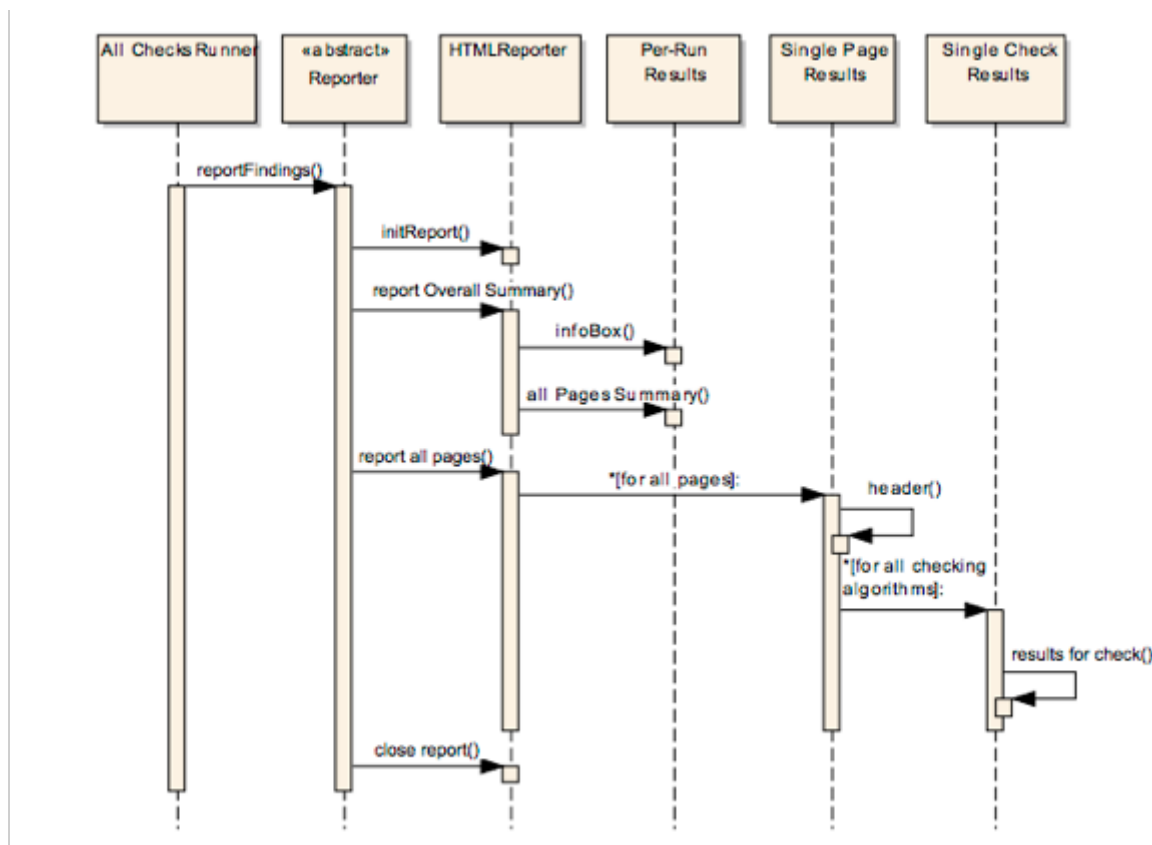 All Checks Runner
«abstract»
Reporter
HTMLReporter
Per-Run
Results
Single Page
Results
Single Check
Results
reportFindings()
initReport()
report Overall Summary()
infoBox()
all Pages Summary()
report all pages()
*[for all pages]:
header()
*[for all checking
algorithms]:
results for check()
close report()